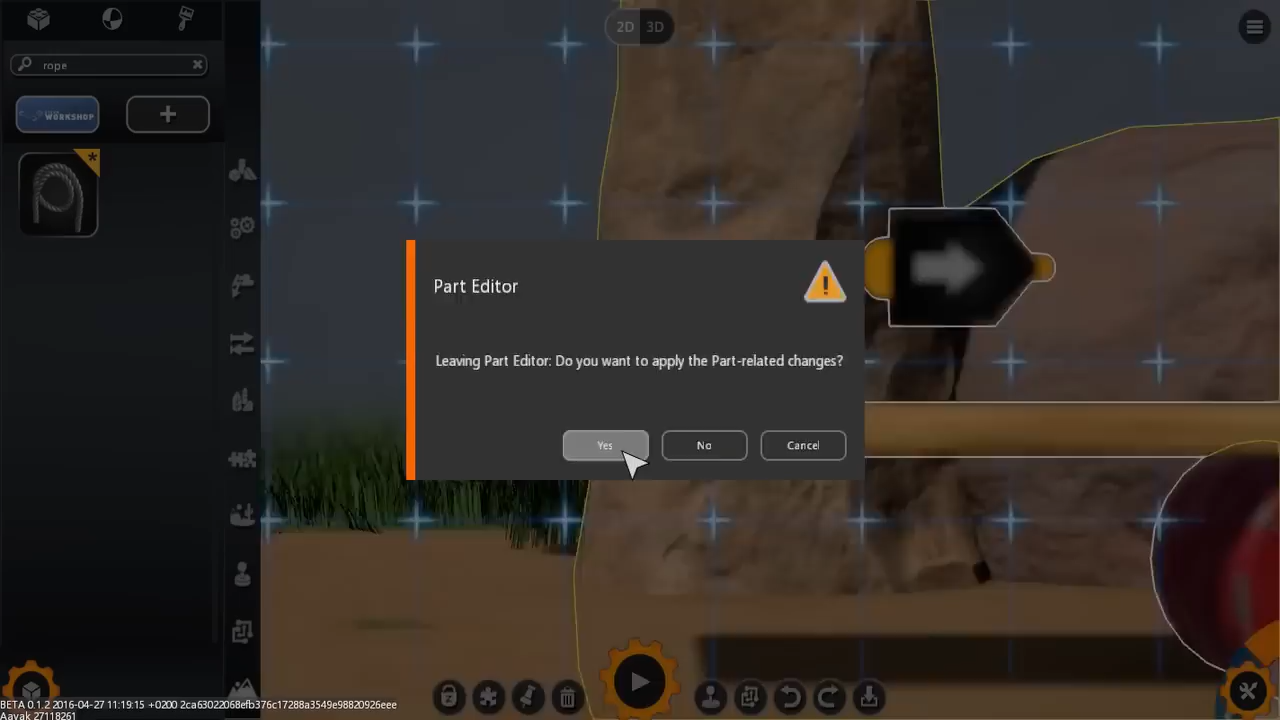 2D 3D
rope
WORKSHOP
Part Editor
Leaving Part Editor: Do you want to apply the Part-related changes?
Yes No Cancel
BETA 0.1.2 2016-04-27 11:19:15 +0200 2ca63022068efb376c17288a3549e98820926eee
Aayak 27118261